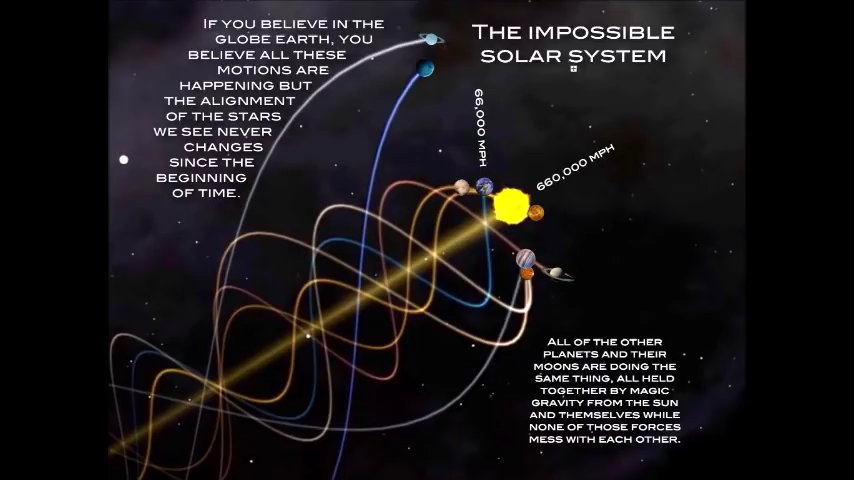 IF YOU BELIEVE IN THE
GLOBE EARTH, YOU
BELIEVE ALL THESE
MOTIONS ARE
HAPPENING BUT
THE ALIGNMENT
OF THE STARS
WE SEE NEVER
CHANGES
SINCE THE
BEGINNING
OF TIME.
THE IMPOSSIBLE
SOLAR SYSTEM
66,000 MPH
660,000 MPH
ALL OF THE OTHER
PLANETS AND THEIR
MOONS ARE DOING THE
SAME THING, ALL HELD
TOGETHER BY MAGIC
GRAVITY FROM THE SUN
AND THEMSELVES WHILE
NONE OF THOSE FORCES
MESS WITH EACH OTHER.